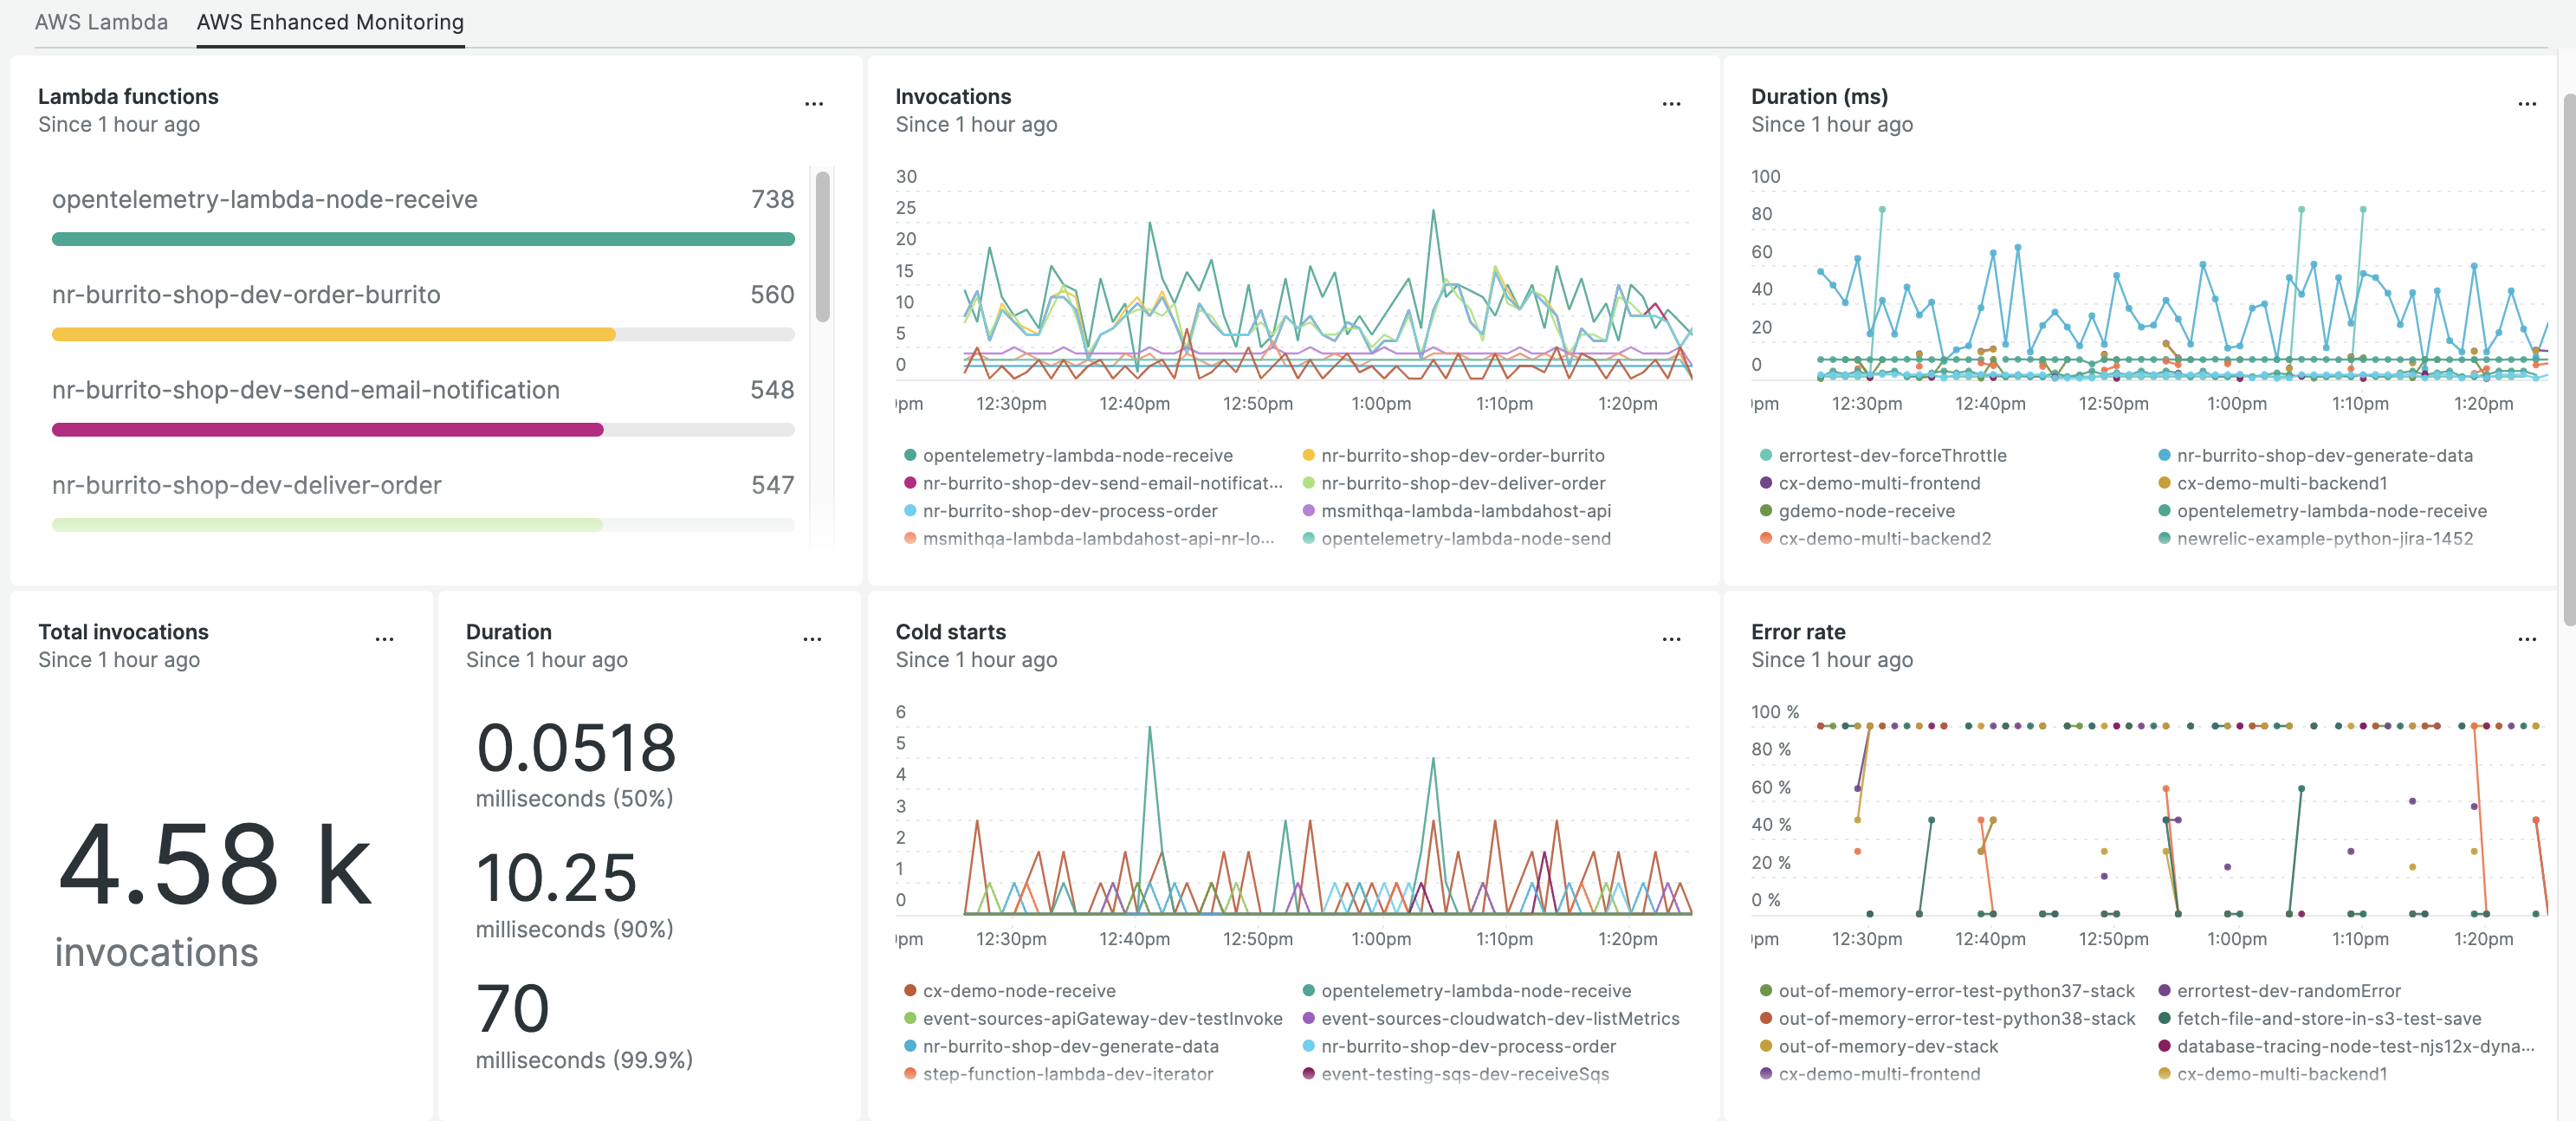 AWS Lambda
AWS Enhanced Monitoring
Lambda functions
...
Since 1 hour ago
opentelemetry-lambda-node-receive 738
nr-burrito-shop-dev-order-burrito 560
nr-burrito-shop-dev-send-email-notification 548
nr-burrito-shop-dev-deliver-order 547
Invocations
...
Since 1 hour ago
30
25
20
15
10
5
0
pm 12:30pm 12:40pm 12:50pm 1:00pm 1:10pm 1:20pm
opentelemetry-lambda-node-receive nr-burrito-shop-dev-order-burrito
nr-burrito-shop-dev-send-email-notificat... nr-burrito-shop-dev-deliver-order
nr-burrito-shop-dev-process-order msmithqa-lambda-lambdahost-api
msmithqa-lambda-lambdahost-api-nr-lo... opentelemetry-lambda-node-send
Duration (ms)
...
Since 1 hour ago
100
80
60
40
20
0
pm 12:30pm 12:40pm 12:50pm 1:00pm 1:10pm 1:20pm
errortest-dev-forceThrottle nr-burrito-shop-dev-generate-data
cx-demo-multi-frontend cx-demo-multi-backend1
gdemo-node-receive opentelemetry-lambda-node-receive
cx-demo-multi-backend2 newrelic-example-python-jira-1452
Total invocations
...
Since 1 hour ago
4.58 k
invocations
Duration
...
Since 1 hour ago
0.0518
milliseconds (50%)
10.25
milliseconds (90%)
70
milliseconds (99.9%)
Cold starts
...
Since 1 hour ago
6
5
4
3
2
1
0
pm 12:30pm 12:40pm 12:50pm 1:00pm 1:10pm 1:20pm
cx-demo-node-receive opentelemetry-lambda-node-receive
event-sources-apiGateway-dev-testInvoke event-sources-cloudwatch-dev-listMetrics
nr-burrito-shop-dev-generate-data nr-burrito-shop-dev-process-order
step-function-lambda-dev-iterator event-testing-sqs-dev-receiveSqs
Error rate
...
Since 1 hour ago
100 %
80 %
60 %
40 %
20 %
0 %
pm 12:30pm 12:40pm 12:50pm 1:00pm 1:10pm 1:20pm
out-of-memory-error-test-python37-stack errortest-dev-randomError
out-of-memory-error-test-python38-stack fetch-file-and-store-in-s3-test-save
out-of-memory-dev-stack database-tracing-node-test-njs12x-dyna...
cx-demo-multi-frontend cx-demo-multi-backend1